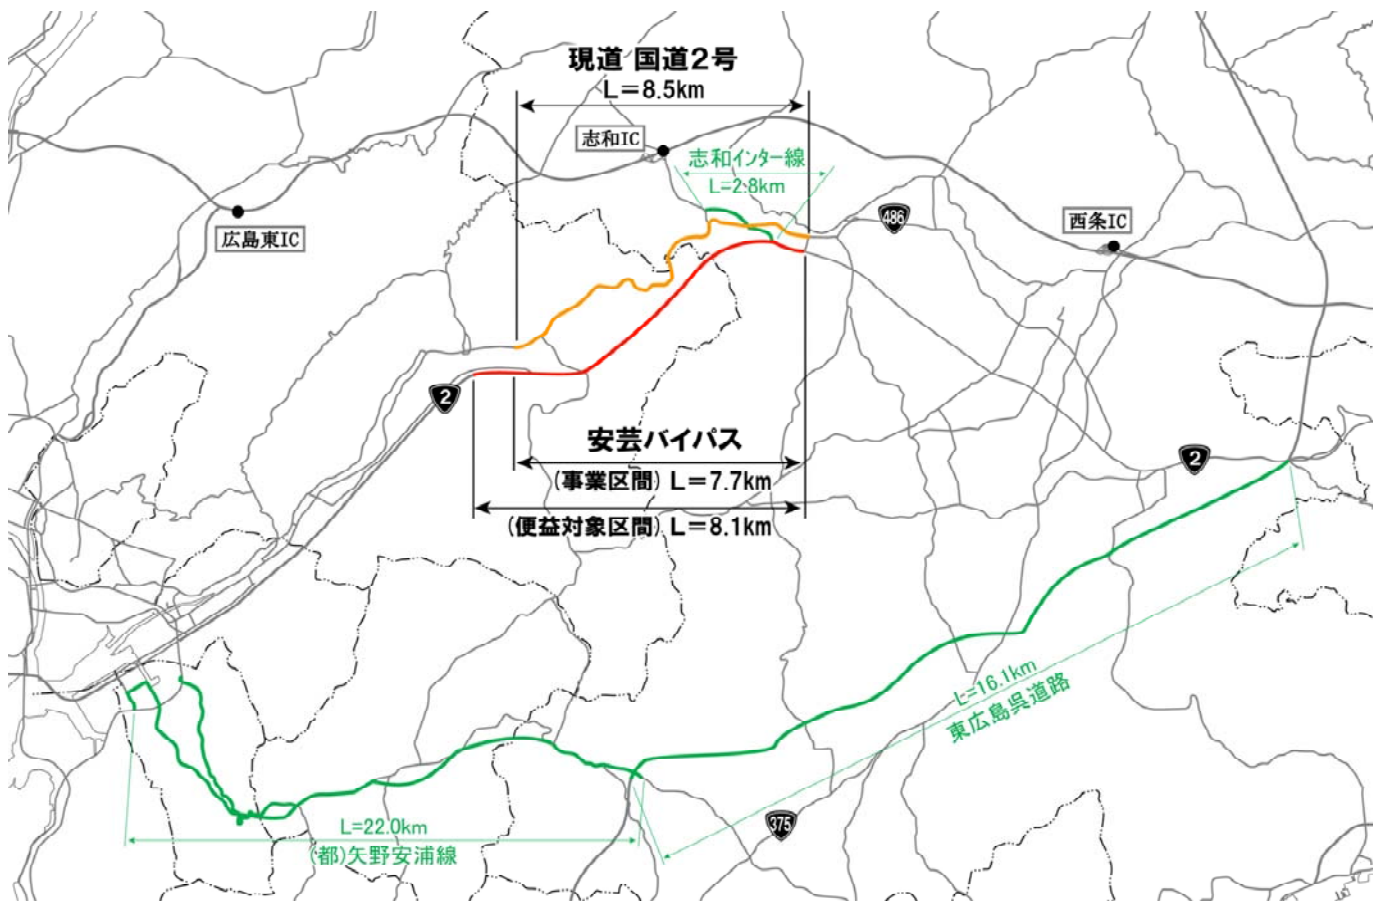 現道 国道2号
L=8.5km
志和IC
志和インター線
L=2.8km
広島東IC
486
西条IC
2
安芸バイパス
(事業区間) L=7.7km
(便益対象区間) L=8.1km
2
L=16.1km
東広島呉道路
375
L=22.0km
(都)矢野安浦線